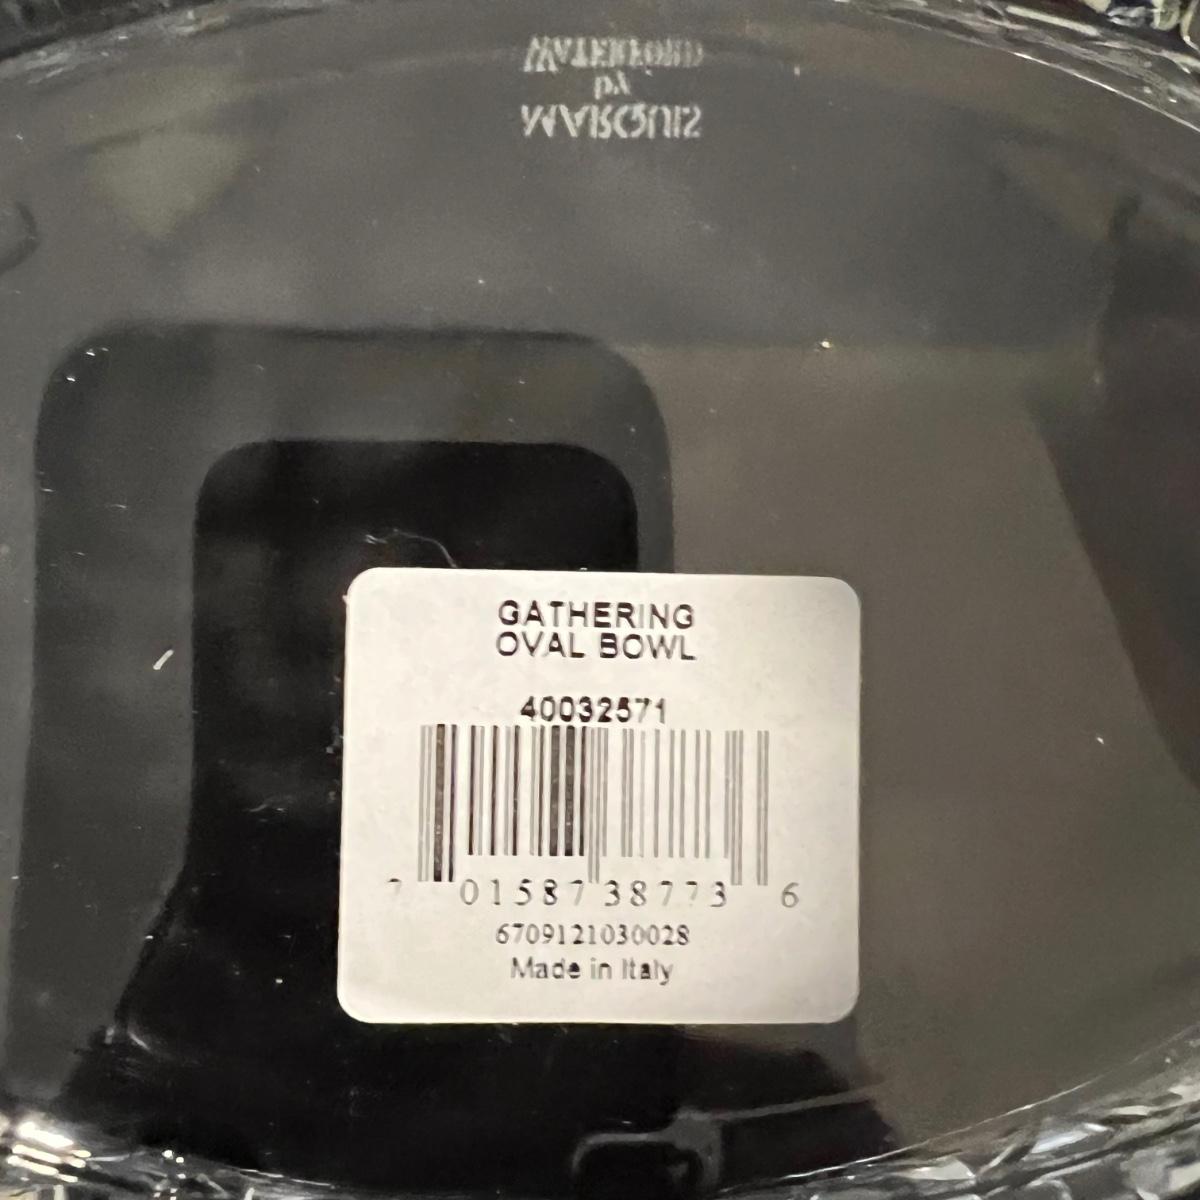 WATERFORD
by
MARQUIS
GATHERING
OVAL BOWL
40032571
7 01587 38773 6
6709121030028
Made in Italy